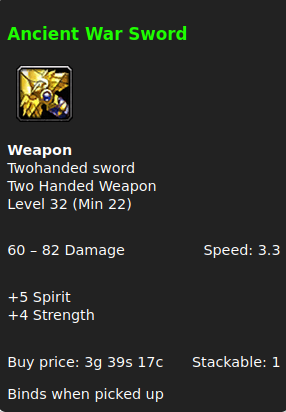 Ancient War Sword
Weapon
Twohanded sword
Two Handed Weapon
Level 32 (Min 22)
60 – 82 Damage Speed: 3.3
+5 Spirit
+4 Strength
Buy price: 3g 39s 17c Stackable: 1
Binds when picked up